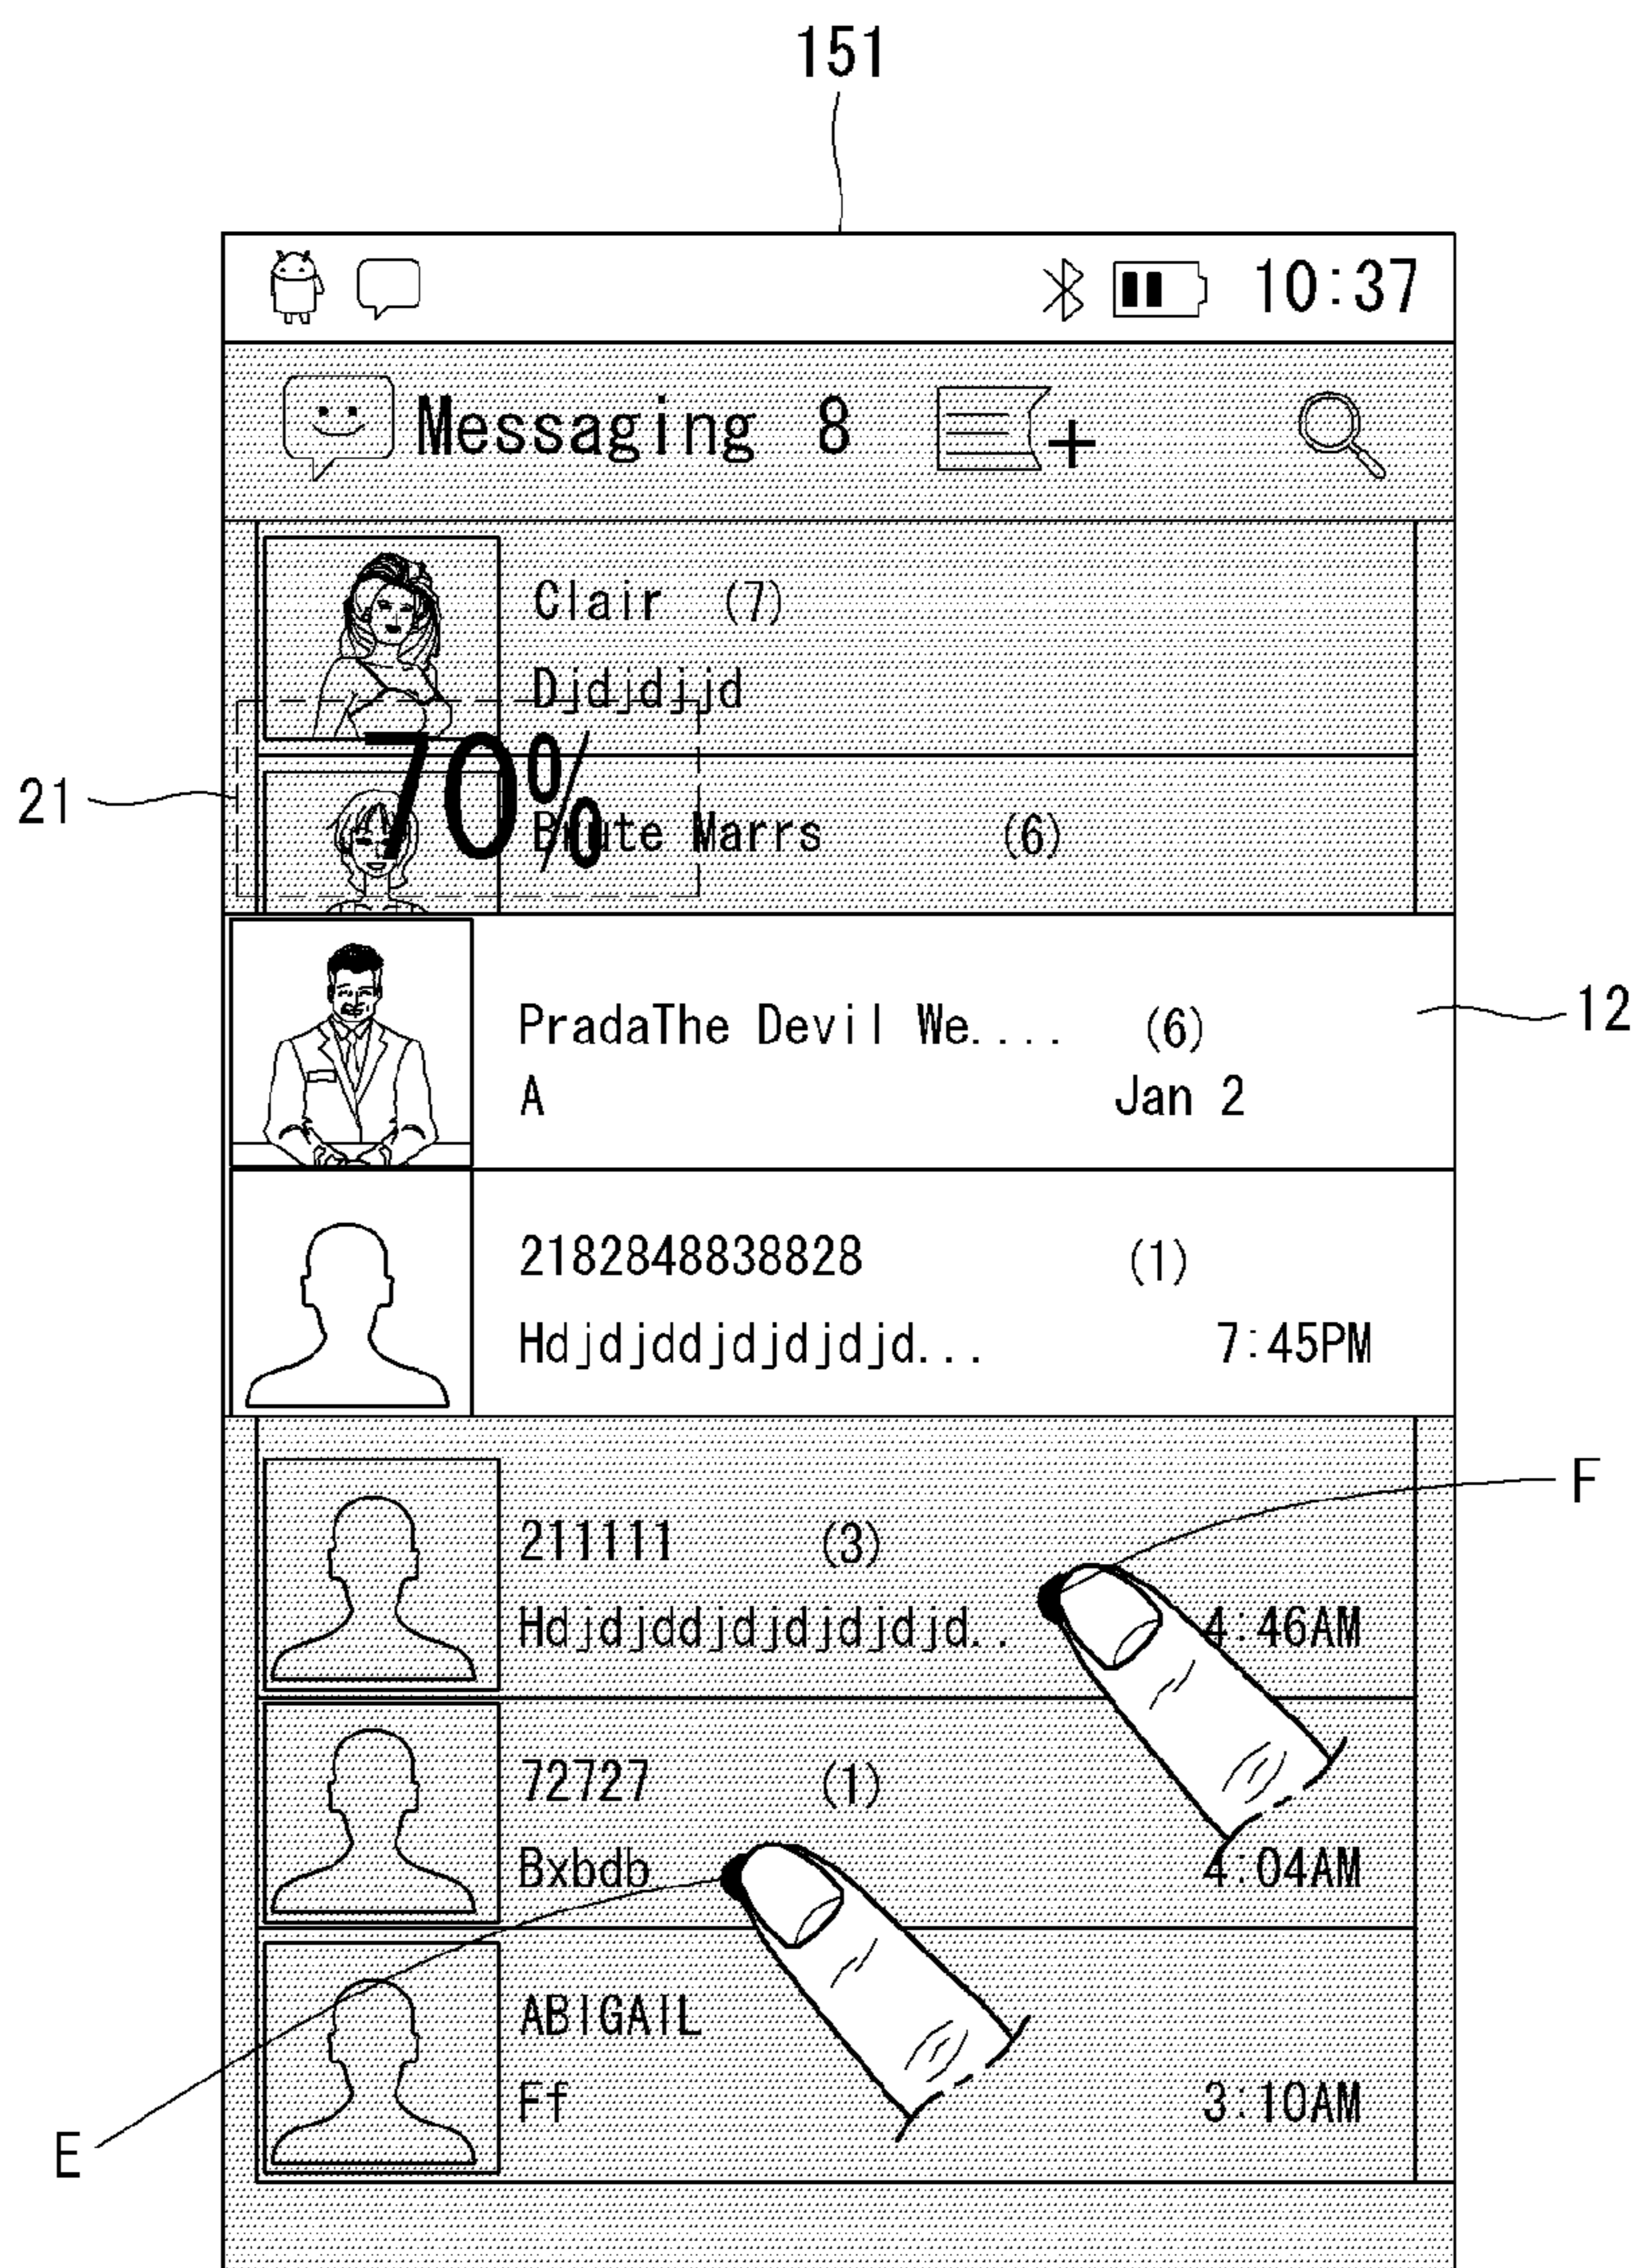 151
10:37
Messaging 8
Clair (7)
Djdjdjjd
70%
21
Brute Marrs (6)
PradaThe Devil We.... (6)
12
A Jan 2
2182848838828 (1)
Hdjdjddjdjdjdjd... 7:45PM
F
211111 (3)
Hdjdjddjdjdjdjdjd.. 4:46AM
72727 (1)
Bxbdb 4:04AM
ABIGAIL
Ff 3:10AM
E